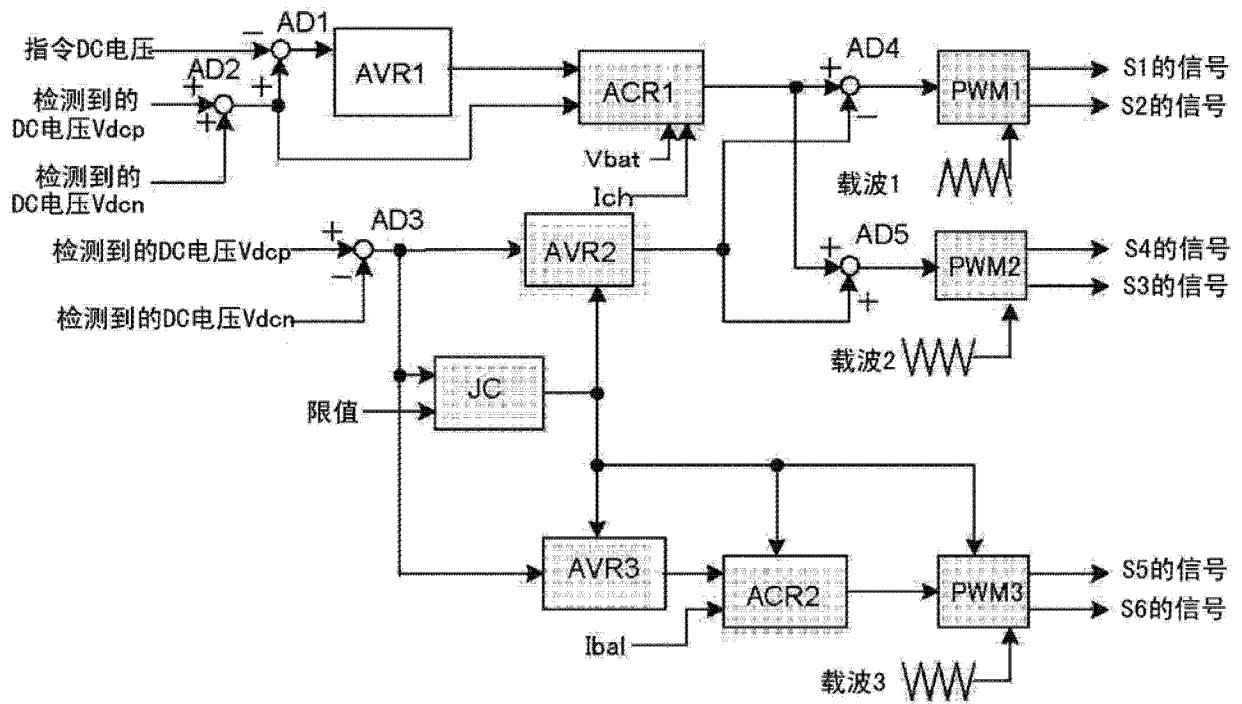 指令DC电压
AD1
AVR1
AD2
检测到的
DC电压Vdcp
检测到的
DC电压Vdcn
ACR1
Vbat
Ich
AD4
PWM1
S1的信号
S2的信号
载波1
检测到的DC电压Vdcp
AD3
AVR2
AD5
PWM2
S4的信号
S3的信号
检测到的DC电压Vdcn
载波2
限值
JC
AVR3
ACR2
Ibal
PWM3
S5的信号
S6的信号
载波3